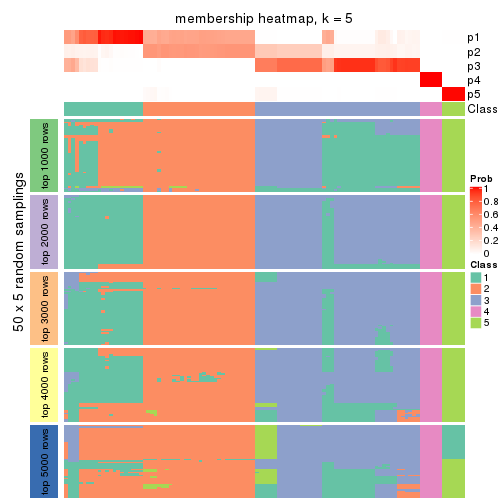 membership heatmap, k = 5
p1
p2
p3
p4
p5
Class
50 x 5 random samplings
top 1000 rows
top 2000 rows
top 3000 rows
top 4000 rows
top 5000 rows
Prob
1
0.8
0.6
0.4
0.2
0
Class
1
2
3
4
5